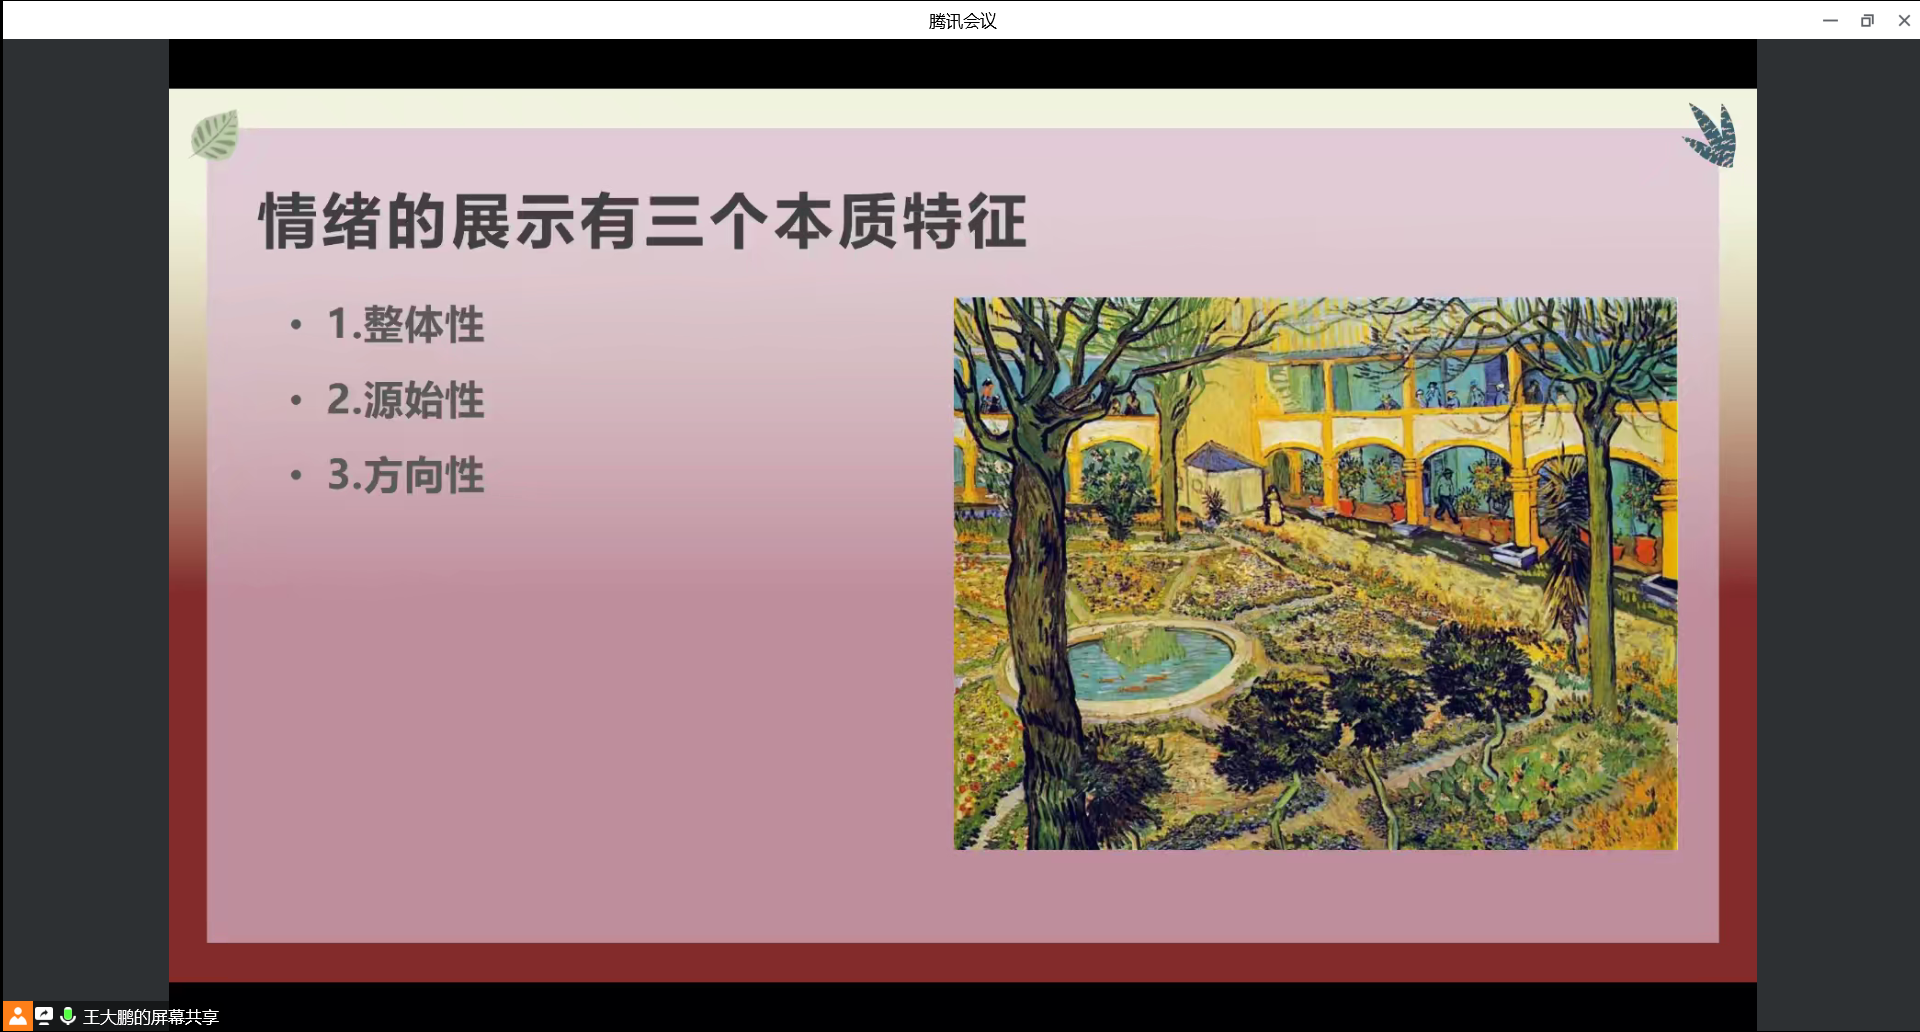 腾讯会议
情绪的展示有三个本质特征
• 1.整体性
• 2.源始性
• 3.方向性
王大鹏的屏幕共享